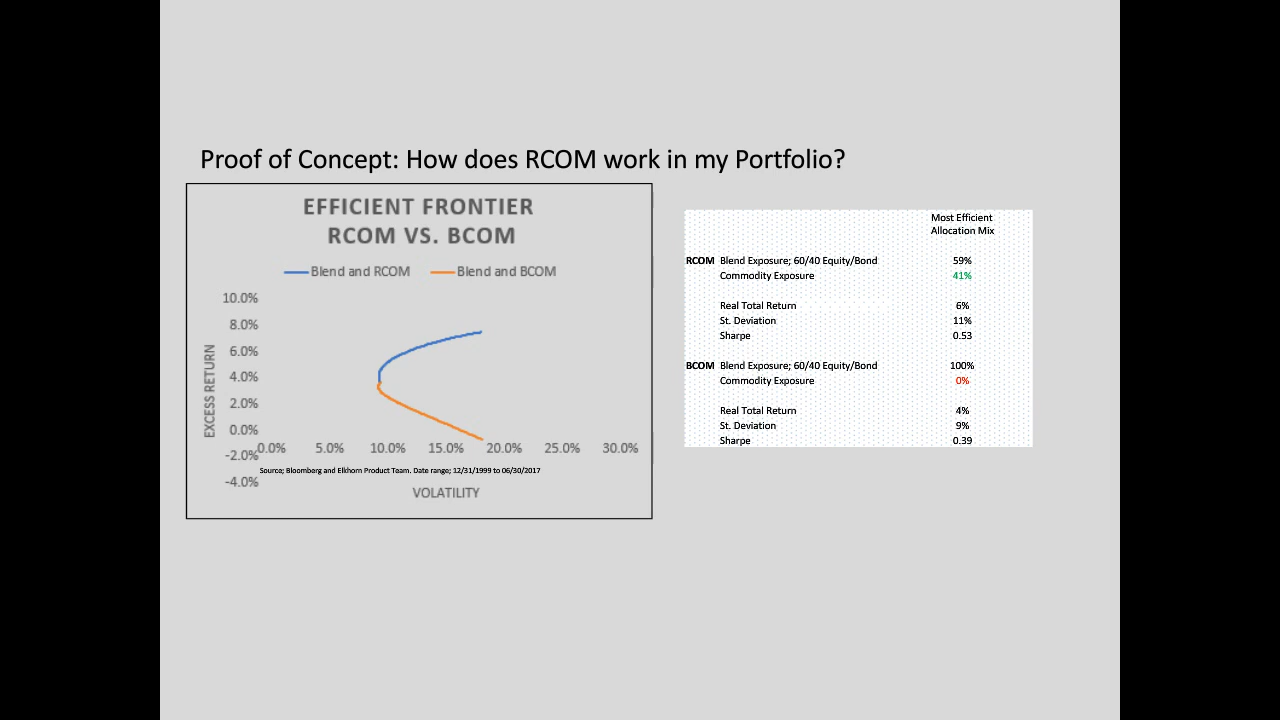 Proof of Concept: How does RCOM work in my Portfolio?
EFFICIENT FRONTIER
RCOM VS. BCOM
Blend and RCOM Blend and BCOM
10.0%
8.0%
6.0%
4.0%
2.0%
0.0%
-2.0%
-4.0%
EXCESS RETURN
0.0% 5.0% 10.0% 15.0% 20.0% 25.0% 30.0%
Source; Bloomberg and Elkhorn Product Team. Date range; 12/31/1999 to 06/30/2017
VOLATILITY
Most Efficient
Allocation Mix
RCOM Blend Exposure; 60/40 Equity/Bond 59%
Commodity Exposure 41%
Real Total Return 6%
St. Deviation 11%
Sharpe 0.53
BCOM Blend Exposure; 60/40 Equity/Bond 100%
Commodity Exposure 0%
Real Total Return 4%
St. Deviation 9%
Sharpe 0.39